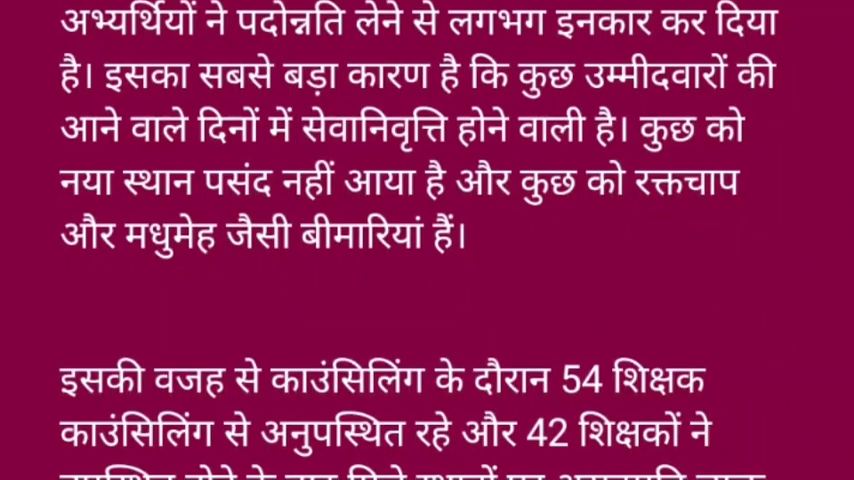 अभ्यर्थियों ने पदोन्नति लेने से लगभग इनकार कर दिया
है। इसका सबसे बड़ा कारण है कि कुछ उम्मीदवारों की
आने वाले दिनों में सेवानिवृत्ति होने वाली है। कुछ को
नया स्थान पसंद नहीं आया है और कुछ को रक्तचाप
और मधुमेह जैसी बीमारियां हैं।
इसकी वजह से काउंसिलिंग के दौरान 54 शिक्षक
काउंसिलिंग से अनुपस्थित रहे और 42 शिक्षकों ने